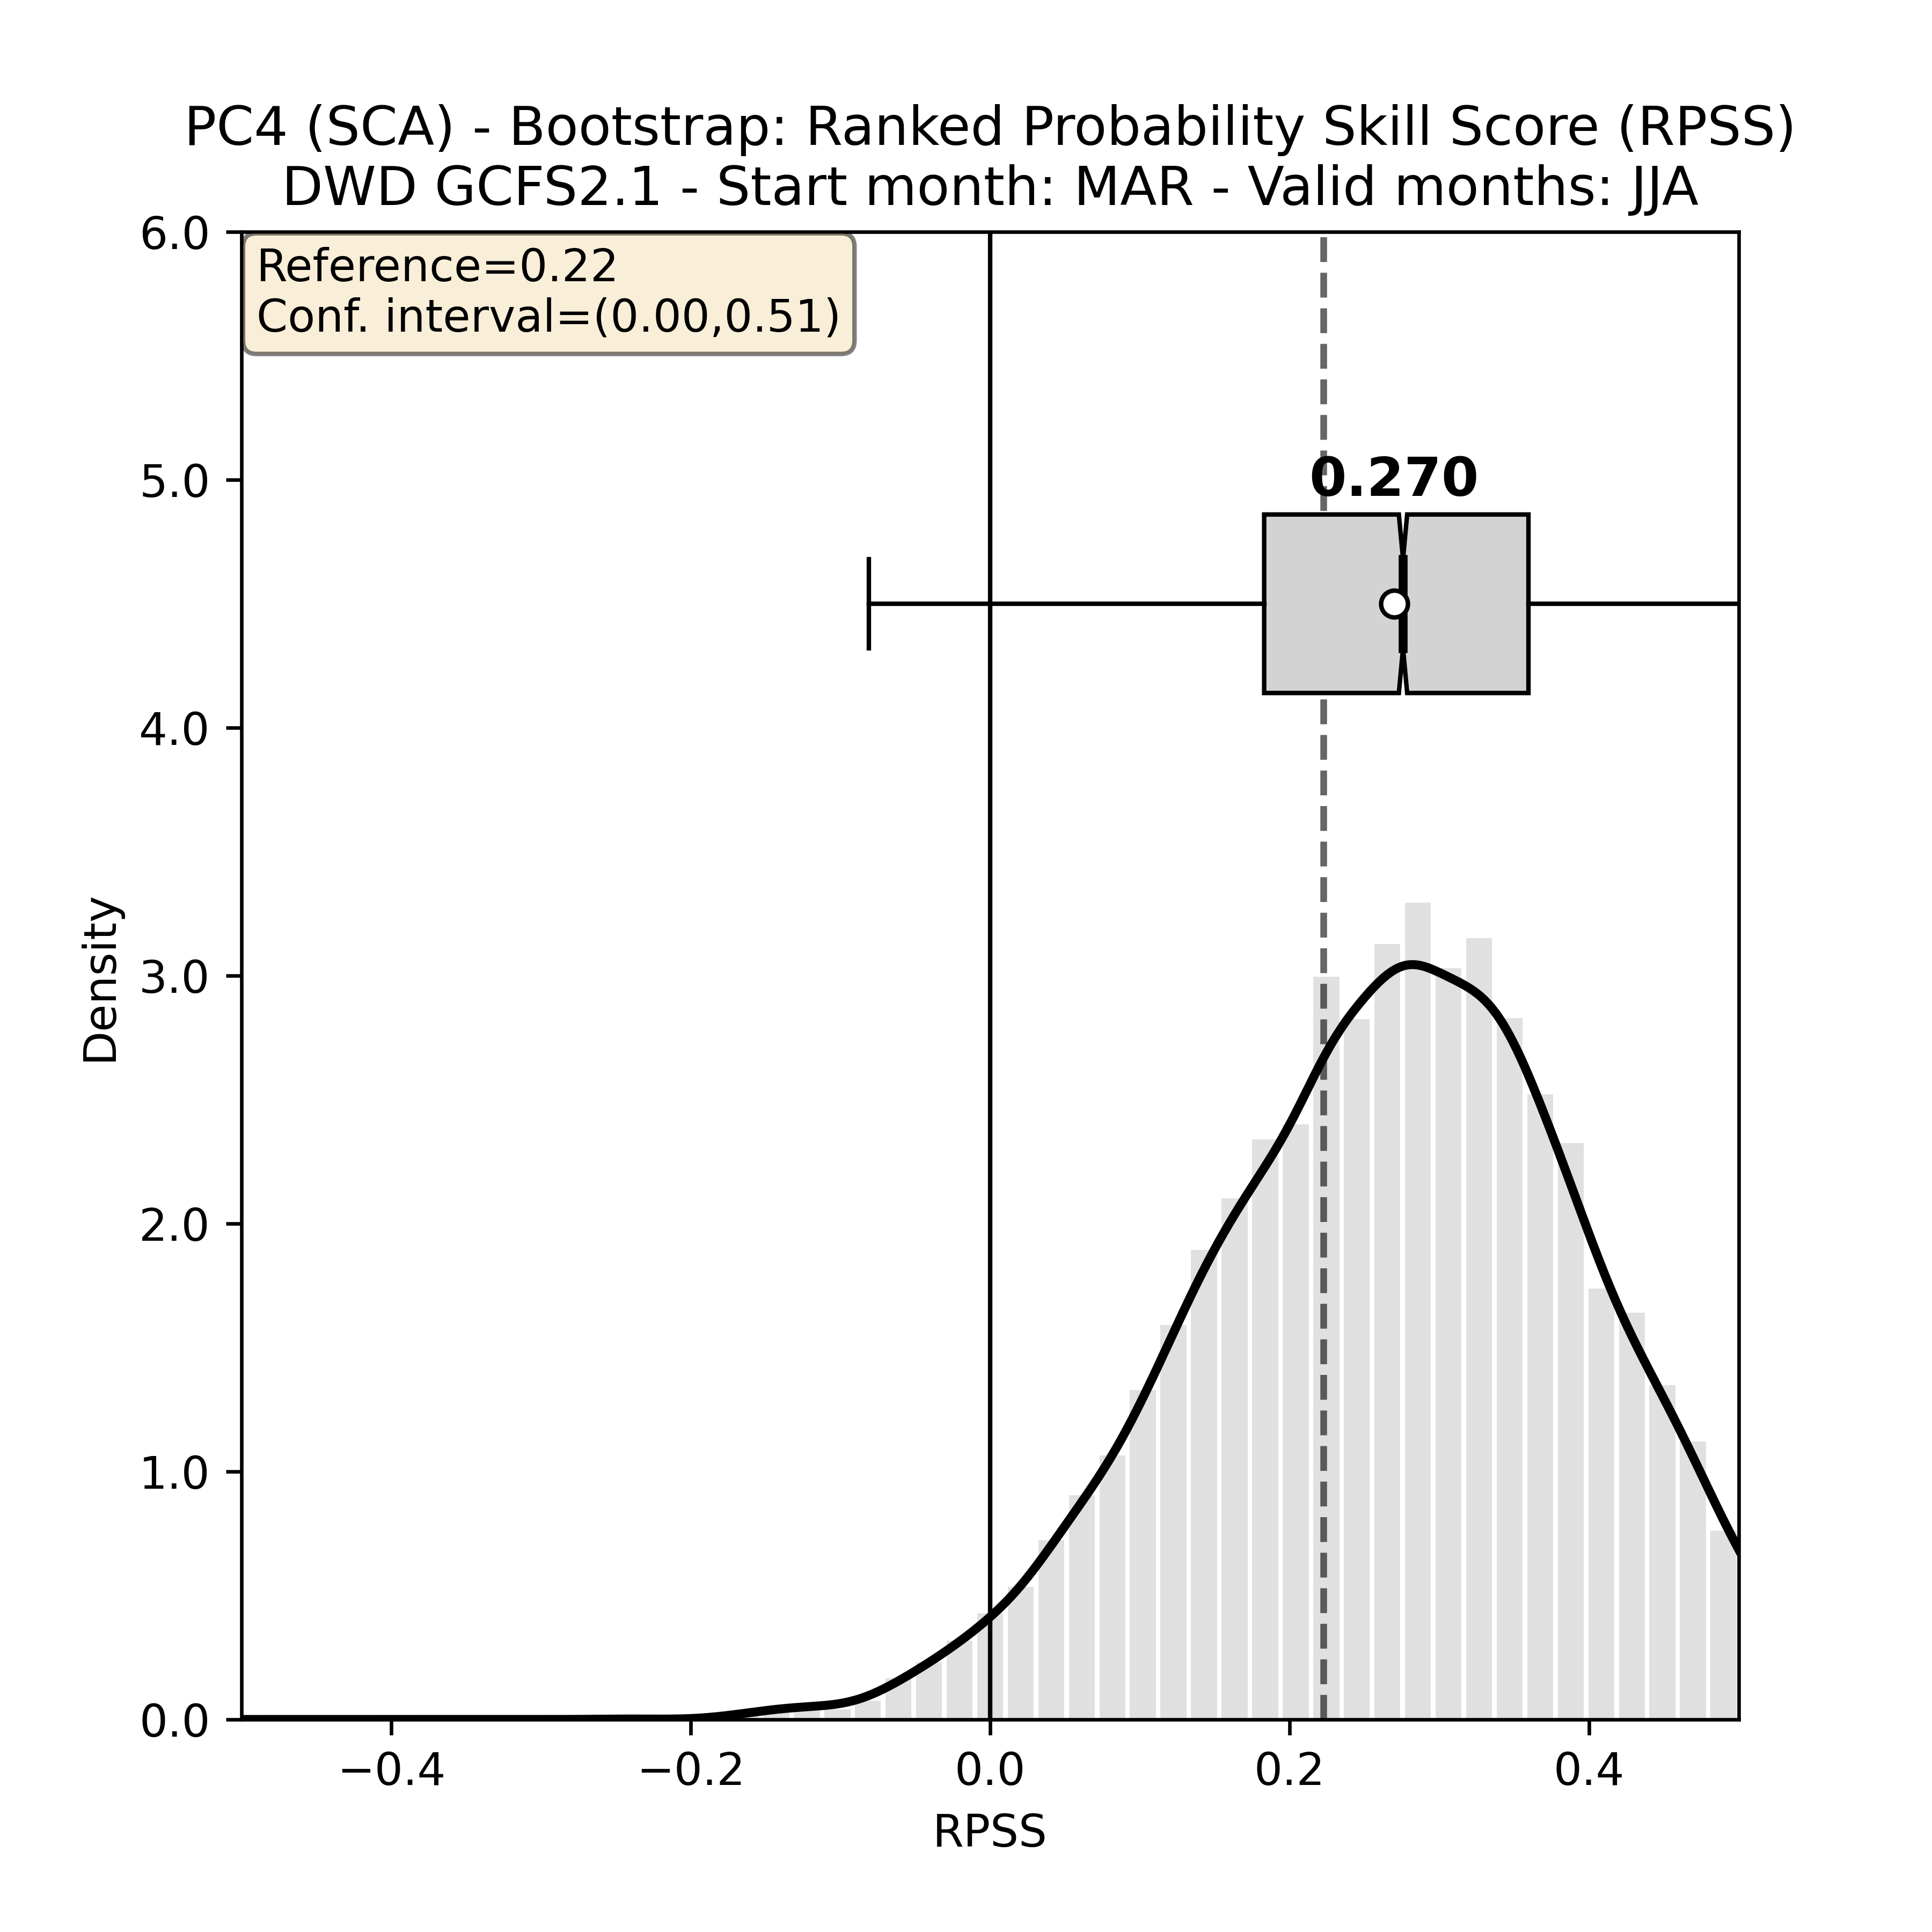 PC4 (SCA) - Bootstrap: Ranked Probability Skill Score (RPSS)
DWD GCFS2.1 - Start month: MAR - Valid months: JJA
Reference=0.22
Conf. interval=(0.00,0.51)
0.270
6.0
5.0
4.0
3.0
2.0
1.0
0.0
Density
−0.4
−0.2
0.0
0.2
0.4
RPSS